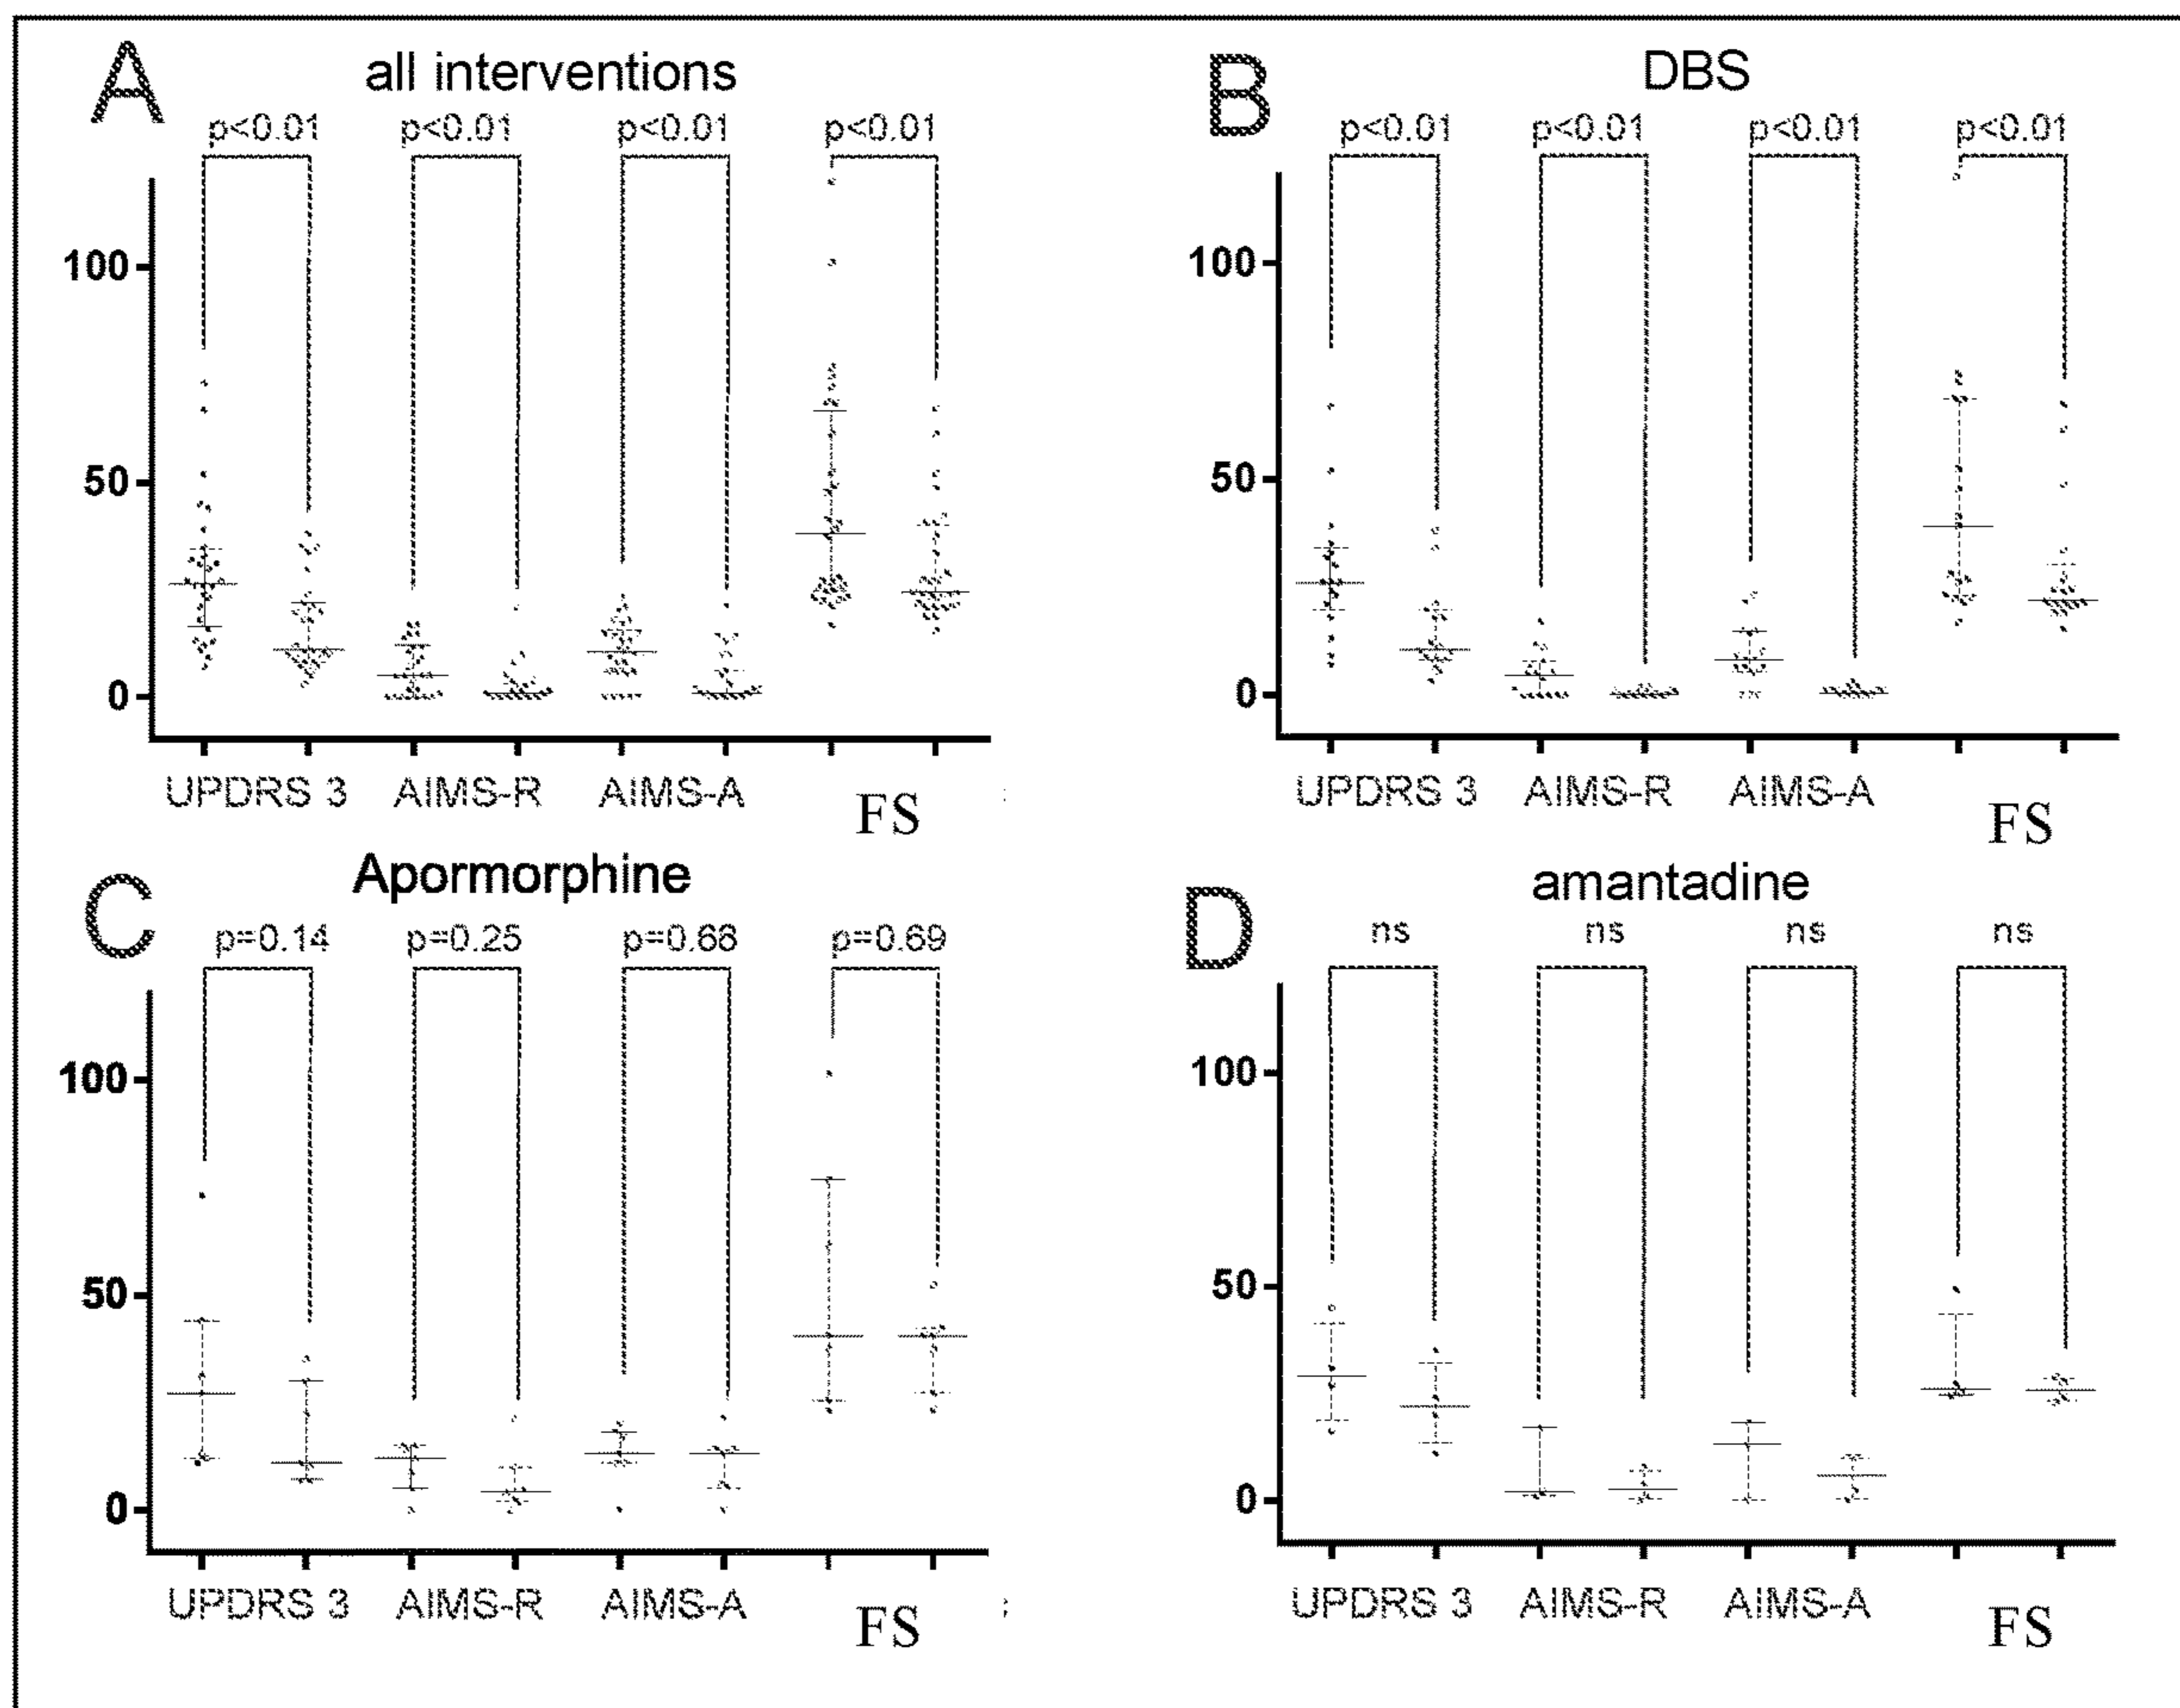 A
all interventions
p<0.01 p<0.01 p<0.01 p<0.01
100
50
0
UPDRS 3 AIMS-R AIMS-A FS
B
DBS
p<0.01 p<0.01 p<0.01 p<0.01
100
50
0
UPDRS 3 AIMS-R AIMS-A FS
C
Apormorphine
p=0.14 p=0.25 p=0.68 p=0.69
100
50
0
UPDRS 3 AIMS-R AIMS-A FS
D
amantadine
ns ns ns ns
100
50
0
UPDRS 3 AIMS-R AIMS-A FS